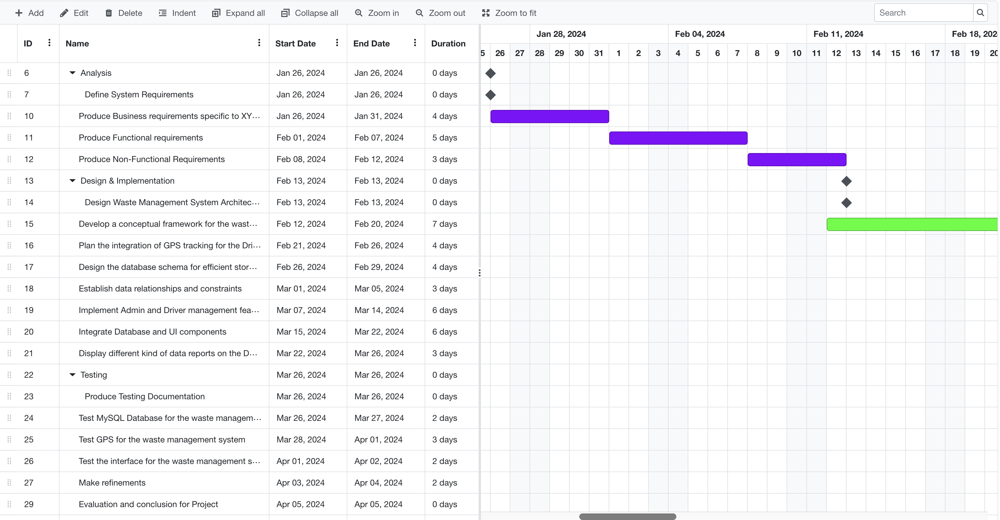 Add Edit Delete Indent Expand all Collapse all Zoom in Zoom out Zoom to fit Search
ID Name Start Date End Date Duration
Jan 28, 2024 Feb 04, 2024 Feb 11, 2024 Feb 18, 202
5 26 27 28 29 30 31 1 2 3 4 5 6 7 8 9 10 11 12 13 14 15 16 17 18 19 20
6 Analysis Jan 26, 2024 Jan 26, 2024 0 days
7 Define System Requirements Jan 26, 2024 Jan 26, 2024 0 days
10 Produce Business requirements specific to XY... Jan 26, 2024 Jan 31, 2024 4 days
11 Produce Functional requirements Feb 01, 2024 Feb 07, 2024 5 days
12 Produce Non-Functional Requirements Feb 08, 2024 Feb 12, 2024 3 days
13 Design & Implementation Feb 13, 2024 Feb 13, 2024 0 days
14 Design Waste Management System Architec... Feb 13, 2024 Feb 13, 2024 0 days
15 Develop a conceptual framework for the wast... Feb 12, 2024 Feb 20, 2024 7 days
16 Plan the integration of GPS tracking for the Dri... Feb 21, 2024 Feb 26, 2024 4 days
17 Design the database schema for efficient stor... Feb 26, 2024 Feb 29, 2024 4 days
18 Establish data relationships and constraints Mar 01, 2024 Mar 05, 2024 3 days
19 Implement Admin and Driver management fea... Mar 07, 2024 Mar 14, 2024 6 days
20 Integrate Database and UI components Mar 15, 2024 Mar 22, 2024 6 days
21 Display different kind of data reports on the D... Mar 22, 2024 Mar 26, 2024 3 days
22 Testing Mar 26, 2024 Mar 26, 2024 0 days
23 Produce Testing Documentation Mar 26, 2024 Mar 26, 2024 0 days
24 Test MySQL Database for the waste managem... Mar 26, 2024 Mar 27, 2024 2 days
25 Test GPS for the waste management system Mar 28, 2024 Apr 01, 2024 3 days
26 Test the interface for the waste management s... Apr 01, 2024 Apr 02, 2024 2 days
27 Make refinements Apr 03, 2024 Apr 04, 2024 2 days
29 Evaluation and conclusion for Project Apr 05, 2024 Apr 05, 2024 0 days